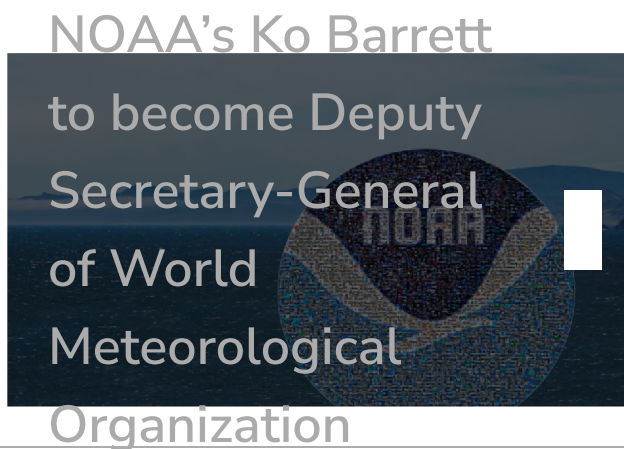 NOAA’s Ko Barrett
to become Deputy
Secretary-General
NOAA
of World
Meteorological
Organization